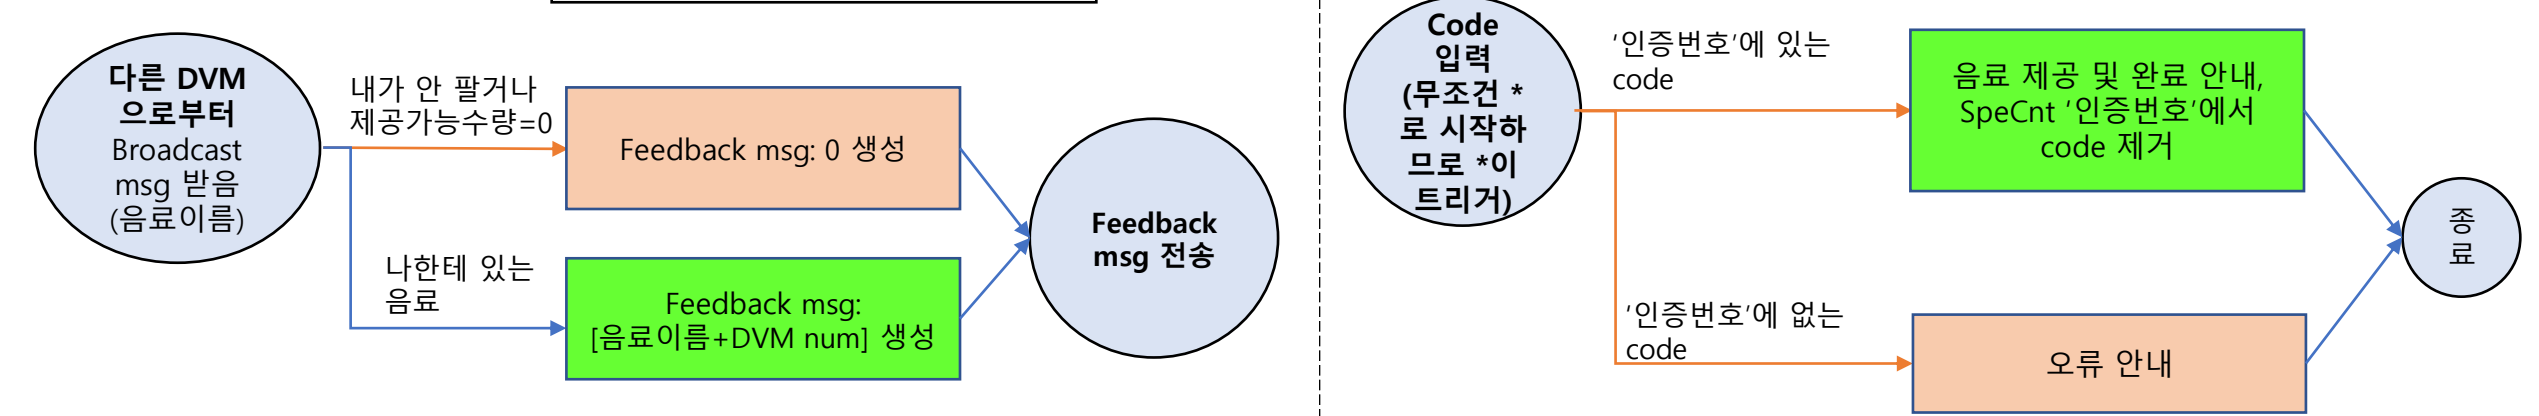 다른 DVM
으로부터
Broadcast
msg 받음
(음료이름)
내가 안 팔거나
제공가능수량=0
Feedback msg: 0 생성
나한테 있는
음료
Feedback msg:
[음료이름+DVM num] 생성
Feedback
msg 전송
Code
입력
(무조건 *
로 시작하
므로 *이
트리거)
'인증번호'에 있는
code
음료 제공 및 완료 안내,
SpeCnt '인증번호'에서
code 제거
'인증번호'에 없는
code
오류 안내
종
료